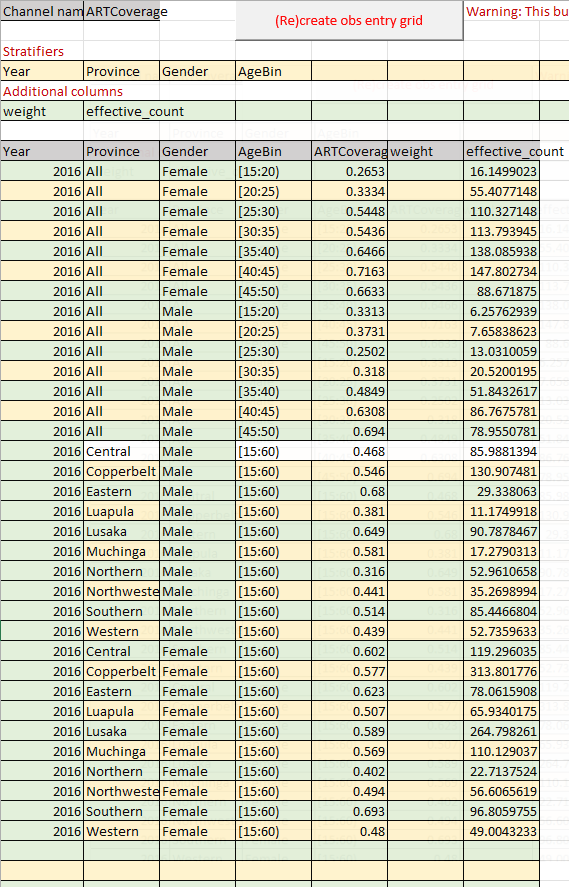 Channel nam ARTCoverage (Re)create obs entry grid Warning: This bu
Stratifiers
Year Province Gender AgeBin
Additional columns
weight effective_count
Year Province Gender AgeBin ARTCoverag weight effective_count
2016 All Female [15:20) 0.2653 16.1499023
2016 All Female [20:25) 0.3334 55.4077148
2016 All Female [25:30) 0.5448 110.327148
2016 All Female [30:35) 0.5436 113.793945
2016 All Female [35:40) 0.6466 138.085938
2016 All Female [40:45) 0.7163 147.802734
2016 All Female [45:50) 0.6633 88.671875
2016 All Male [15:20) 0.3313 6.25762939
2016 All Male [20:25) 0.3731 7.65838623
2016 All Male [25:30) 0.2502 13.0310059
2016 All Male [30:35) 0.318 20.5200195
2016 All Male [35:40) 0.4849 51.8432617
2016 All Male [40:45) 0.6308 86.7675781
2016 All Male [45:50) 0.694 78.9550781
2016 Central Male [15:60) 0.468 85.9881394
2016 Copperbelt Male [15:60) 0.546 130.907481
2016 Eastern Male [15:60) 0.68 29.338063
2016 Luapula Male [15:60) 0.381 11.1749918
2016 Lusaka Male [15:60) 0.649 90.7878467
2016 Muchinga Male [15:60) 0.581 17.2790313
2016 Northern Male [15:60) 0.316 52.9610658
2016 Northweste Male [15:60) 0.441 35.2698994
2016 Southern Male [15:60) 0.514 85.4466804
2016 Western Male [15:60) 0.439 52.7359633
2016 Central Female [15:60) 0.602 119.296035
2016 Copperbelt Female [15:60) 0.577 313.801776
2016 Eastern Female [15:60) 0.623 78.0615908
2016 Luapula Female [15:60) 0.507 65.9340175
2016 Lusaka Female [15:60) 0.589 264.798261
2016 Muchinga Female [15:60) 0.569 110.129037
2016 Northern Female [15:60) 0.402 22.7137524
2016 Northweste Female [15:60) 0.494 56.6065619
2016 Southern Female [15:60) 0.693 96.8059755
2016 Western Female [15:60) 0.48 49.0043233